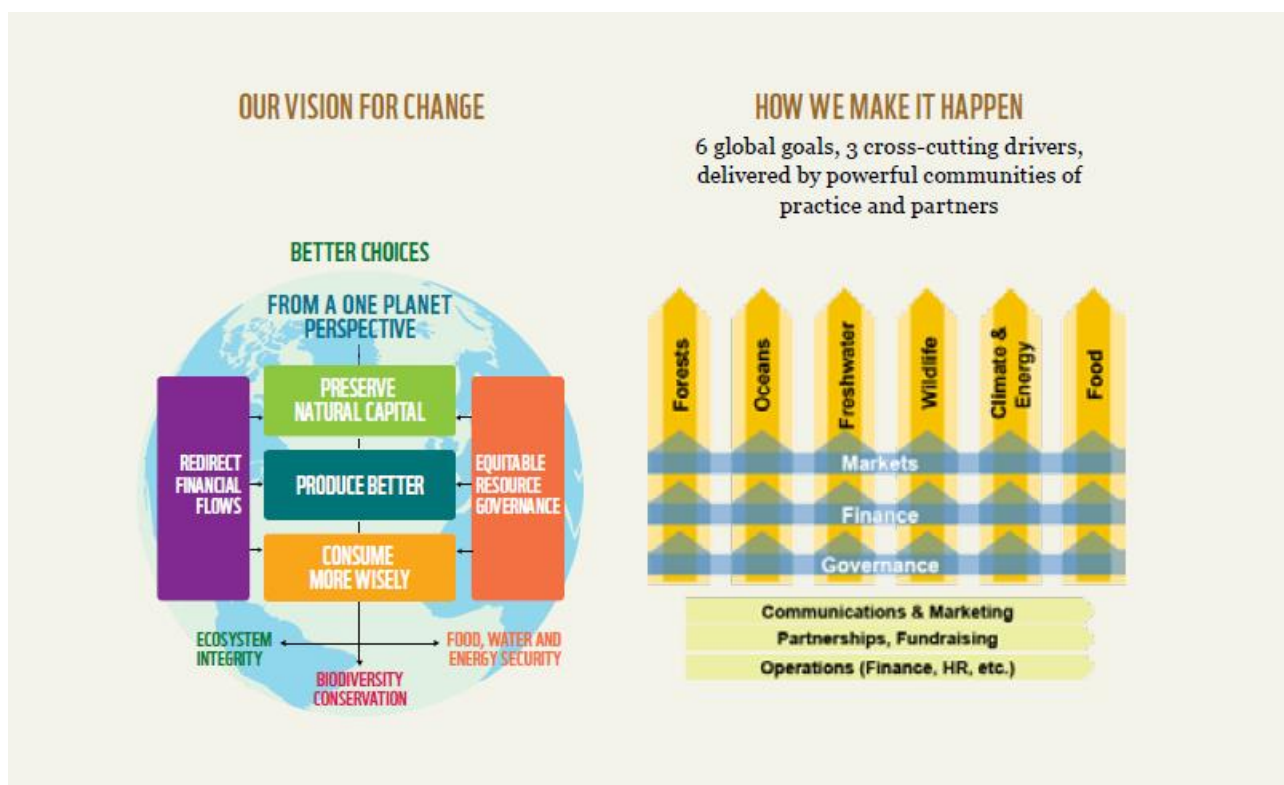 OUR VISION FOR CHANGE
BETTER CHOICES
FROM A ONE PLANET
PERSPECTIVE
PRESERVE
NATURAL CAPITAL
REDIRECT
FINANCIAL
FLOWS
PRODUCE BETTER
EQUITABLE
RESOURCE
GOVERNANCE
CONSUME
MORE WISELY
ECOSYSTEM
INTEGRITY
FOOD, WATER AND
ENERGY SECURITY
BIODIVERSITY
CONSERVATION
HOW WE MAKE IT HAPPEN
6 global goals, 3 cross-cutting drivers,
delivered by powerful communities of
practice and partners
Forests
Oceans
Freshwater
Wildlife
Climate &
Energy
Food
Markets
Finance
Governance
Communications & Marketing
Partnerships, Fundraising
Operations (Finance, HR, etc.)